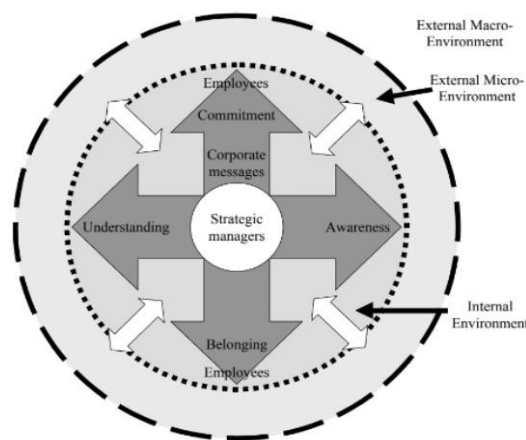 External Macro-
Environment
External Micro-
Environment
Employees
Commitment
Corporate
messages
Understanding
Strategic
managers
Awareness
Internal
Environment
Belonging
Employees